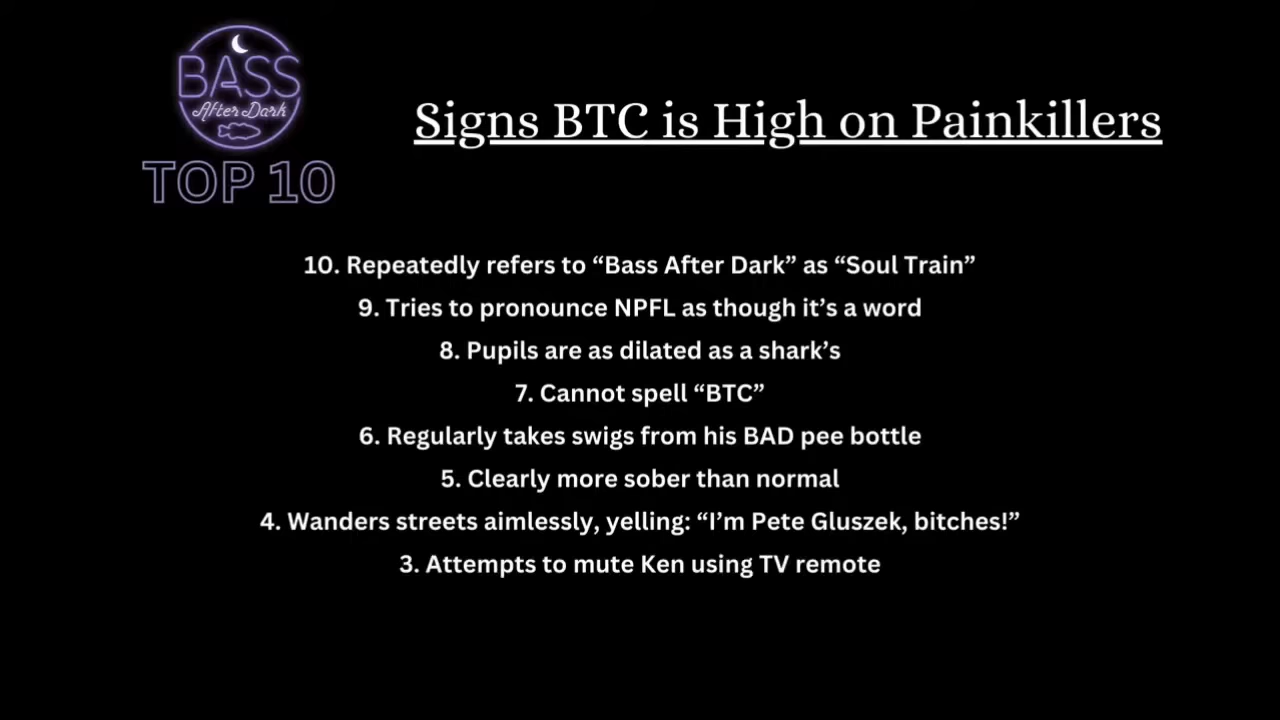 BASS
After Dark
TOP 10
Signs BTC is High on Painkillers
10. Repeatedly refers to “Bass After Dark” as “Soul Train”
9. Tries to pronounce NPFL as though it’s a word
8. Pupils are as dilated as a shark’s
7. Cannot spell “BTC”
6. Regularly takes swigs from his BAD pee bottle
5. Clearly more sober than normal
4. Wanders streets aimlessly, yelling: “I’m Pete Gluszek, bitches!”
3. Attempts to mute Ken using TV remote